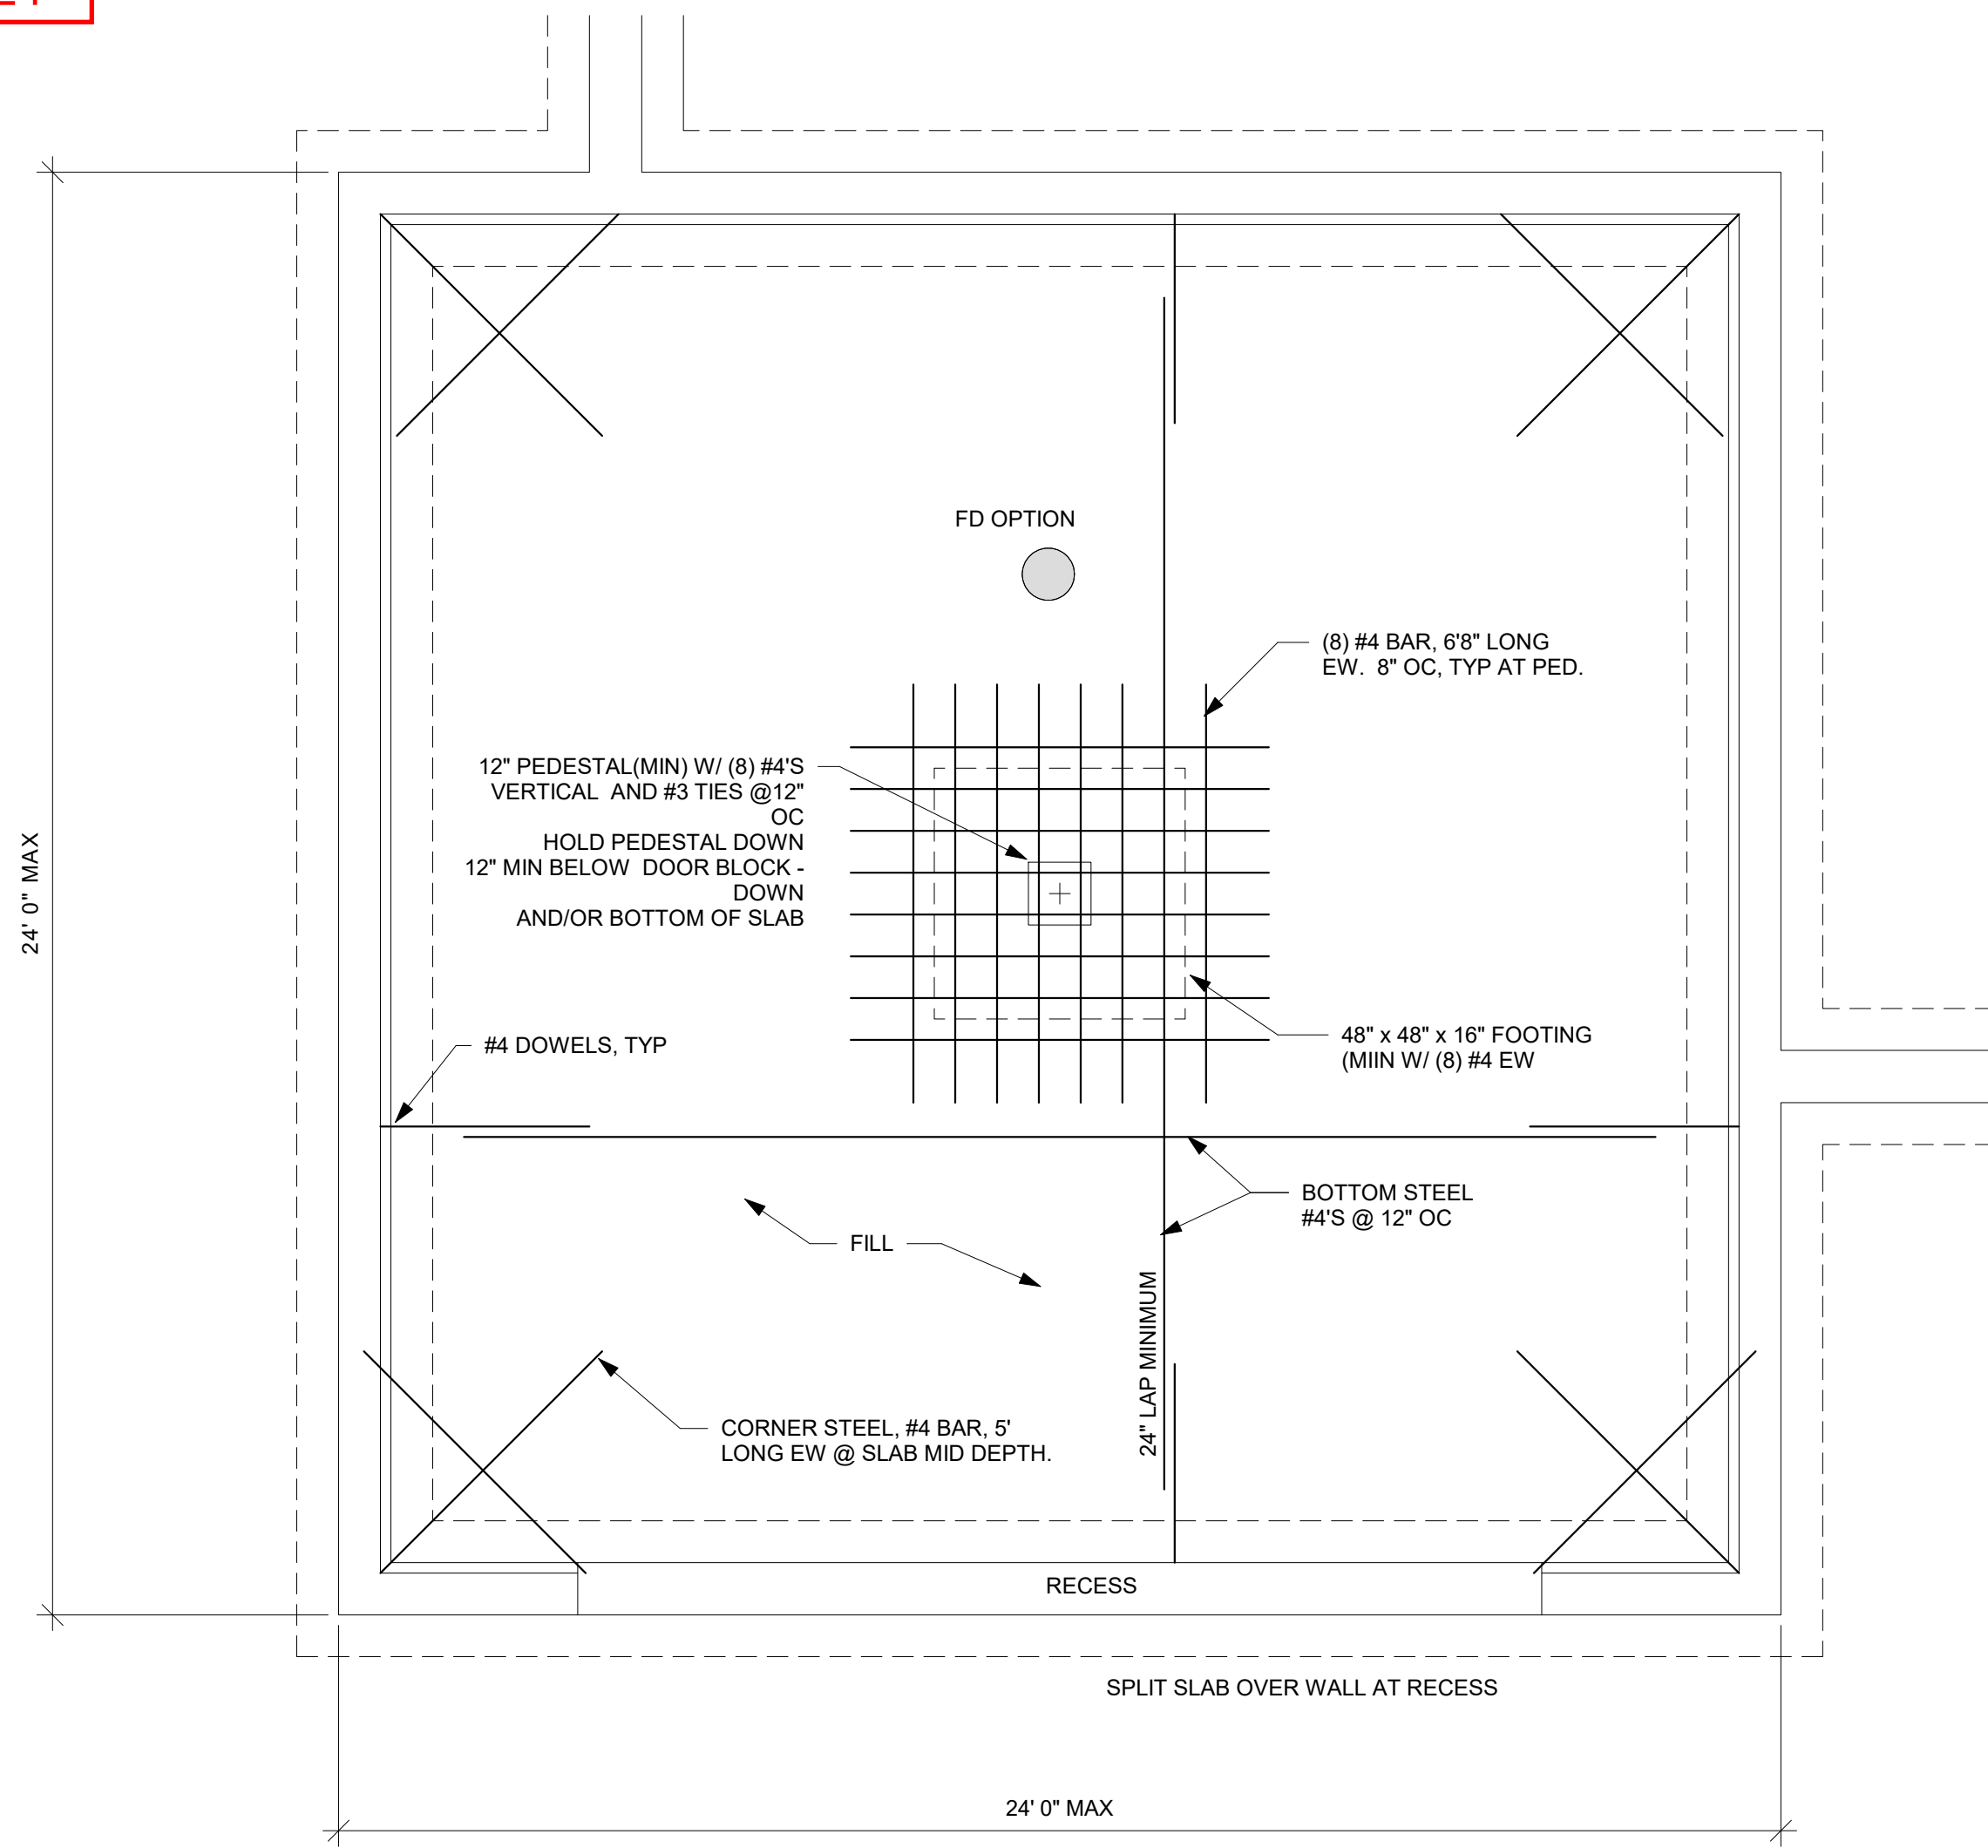 FD OPTION
(8) #4 BAR, 6'8" LONG
EW.  8" OC, TYP AT PED.
12" PEDESTAL(MIN) W/ (8) #4'S
VERTICAL  AND #3 TIES @12"
OC
HOLD PEDESTAL DOWN
12" MIN BELOW  DOOR BLOCK -
DOWN
AND/OR BOTTOM OF SLAB
24' 0" MAX
#4 DOWELS, TYP
48" x 48" x 16" FOOTING
(MIIN W/ (8) #4 EW
BOTTOM STEEL
#4'S @ 12" OC
FILL
24" LAP MINIMUM
CORNER STEEL, #4 BAR, 5'
LONG EW @ SLAB MID DEPTH.
RECESS
SPLIT SLAB OVER WALL AT RECESS
24' 0" MAX